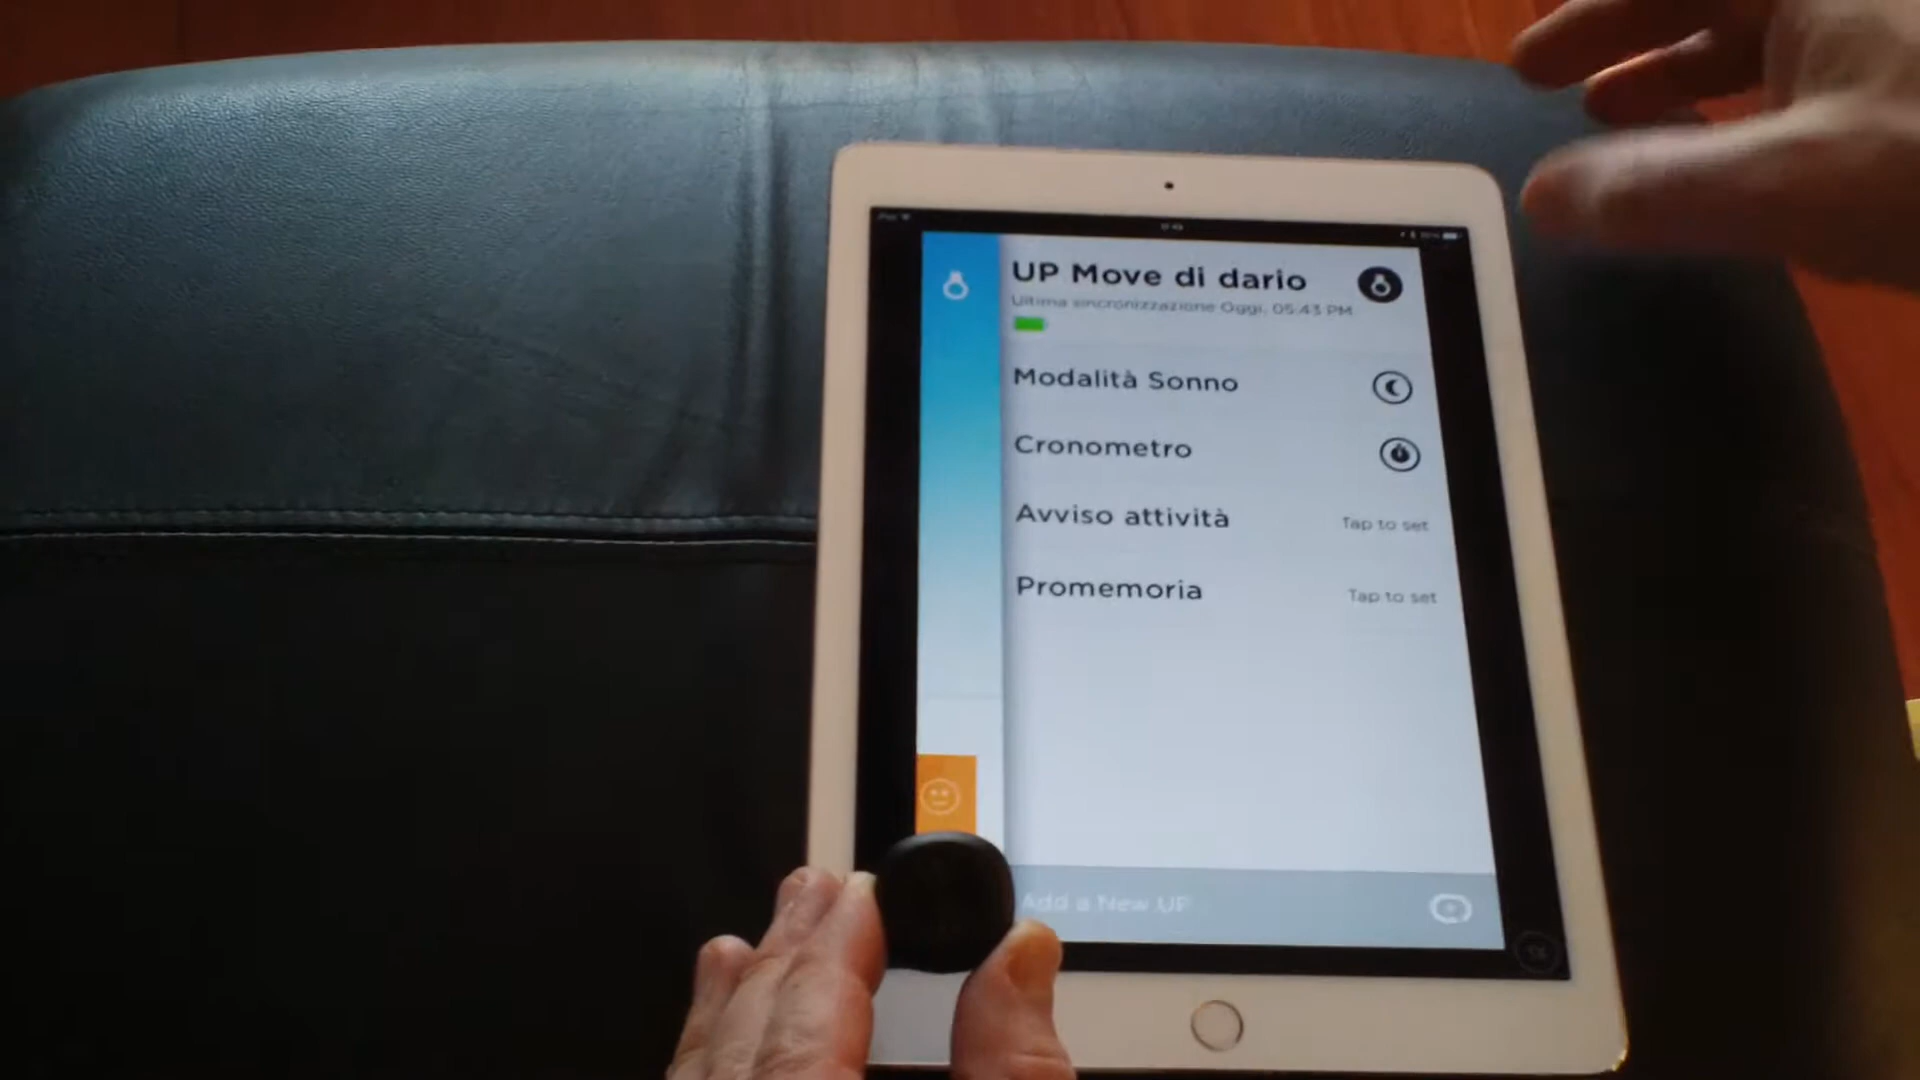 UP Move di dario
Ultima sincronizzazione Oggi, 05:43 PM
Modalità Sonno
Cronometro
Avviso attività
Tap to set
Promemoria
Tap to set
Add a New UP